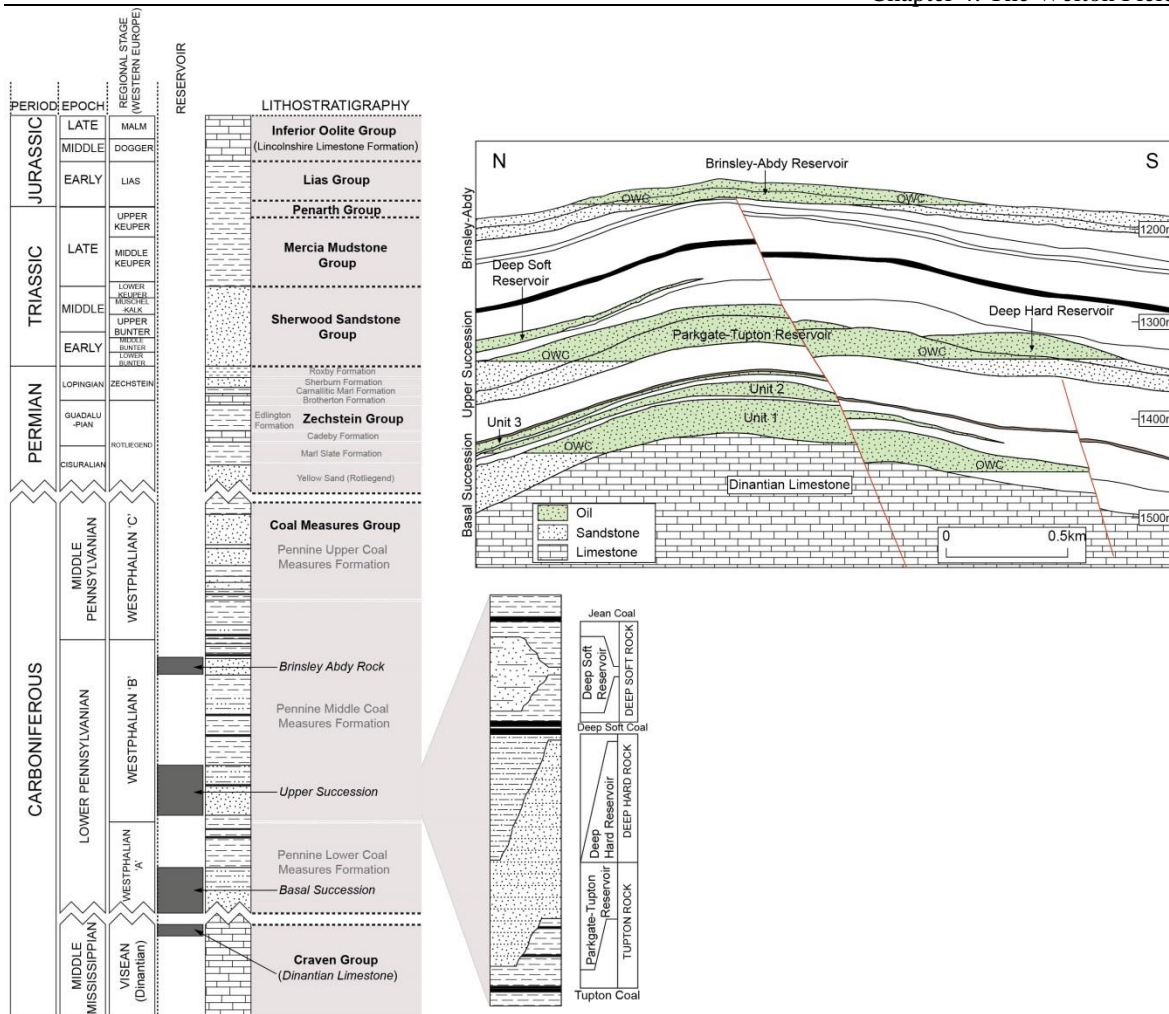 PERIOD
EPOCH
REGIONAL STAGE
(WESTERN EUROPE)
RESERVOIR
LITHOSTRATIGRAPHY
JURASSIC
LATE
MIDDLE
EARLY
MALM
DOGGER
LIAS
Inferior Oolite Group
(Lincolnshire Limestone Formation)
Lias Group
Penarth Group
TRIASSIC
LATE
MIDDLE
EARLY
UPPER
KEUPER
MIDDLE
KEUPER
LOWER
KEUPER
MUSCHEL
-KALK
UPPER
BUNTER
MIDDLE
BUNTER
LOWER
BUNTER
Mercia Mudstone
Group
Sherwood Sandstone
Group
PERMIAN
LOPINGIAN
GUADALU
-PIAN
CISURALIAN
ZECHSTEIN
ROTLIEGEND
Roxby Formation
Sherburn Formation
Carnallitic Marl Formation
Brotherton Formation
Edlington
Formation
Zechstein Group
Cadeby Formation
Marl Slate Formation
Yellow Sand (Rotliegend)
CARBONIFEROUS
MIDDLE
PENNSYLVANIAN
LOWER PENNSYLVANIAN
MIDDLE
MISSISSIPPIAN
WESTPHALIAN 'C'
WESTPHALIAN 'B'
WESTPHALIAN
'A'
VISEAN
(Dinantian)
Coal Measures Group
Pennine Upper Coal
Measures Formation
Brinsley Abdy Rock
Pennine Middle Coal
Measures Formation
Upper Succession
Pennine Lower Coal
Measures Formation
Basal Succession
Craven Group
(Dinantian Limestone)
N
S
Brinsley-Abdy Reservoir
OWC
OWC
1200m
Brinsley-Abdy
Deep Soft
Reservoir
Deep Hard Reservoir
1300m
Parkgate-Tupton Reservoir
OWC
OWC
Upper Succession
Unit 2
1400m
Unit 3
Unit 1
OWC
OWC
Basal Succession
Dinantian Limestone
1500m
Oil
Sandstone
Limestone
0
0.5km
Jean Coal
Deep Soft
Reservoir
DEEP SOFT ROCK
Deep Soft Coal
Deep
Hard Reservoir
DEEP HARD ROCK
Parkgate-Tupton
Reservoir
TUPTON ROCK
Tupton Coal